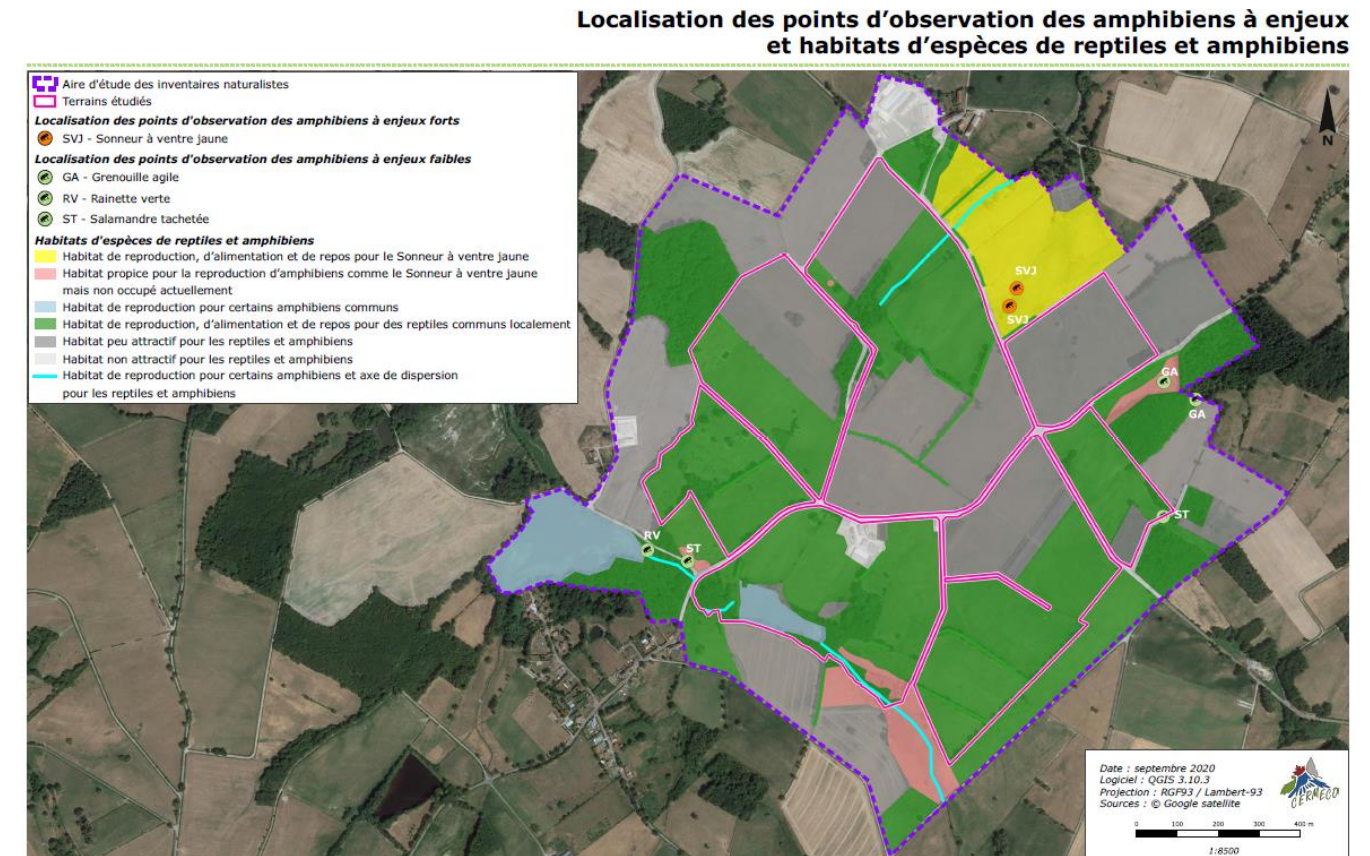 Localisation des points d’observation des amphibiens à enjeux
et habitats d’espèces de reptiles et amphibiens
Aire d'étude des inventaires naturalistes
Terrains étudiés
Localisation des points d'observation des amphibiens à enjeux forts
SVJ - Sonneur à ventre jaune
Localisation des points d'observation des amphibiens à enjeux faibles
GA - Grenouille agile
RV - Rainette verte
ST - Salamandre tachetée
Habitats d'espèces de reptiles et amphibiens
Habitat de reproduction, d’alimentation et de repos pour le Sonneur à ventre jaune
Habitat propice pour la reproduction d’amphibiens comme le Sonneur à ventre jaune
mais non occupé actuellement
Habitat de reproduction pour certains amphibiens communs
Habitat de reproduction, d’alimentation et de repos pour des reptiles communs localement
Habitat peu attractif pour les reptiles et amphibiens
Habitat non attractif pour les reptiles et amphibiens
Habitat de reproduction pour certains amphibiens et axe de dispersion
pour les reptiles et amphibiens
N
SVJ
SVJ
GA
GA
ST
RV
ST
Date : septembre 2020
Logiciel : QGIS 3.10.3
Projection : RGF93 / Lambert-93
Sources : © Google satellite
CERMECO
0 100 200 300 400 m
1:8500